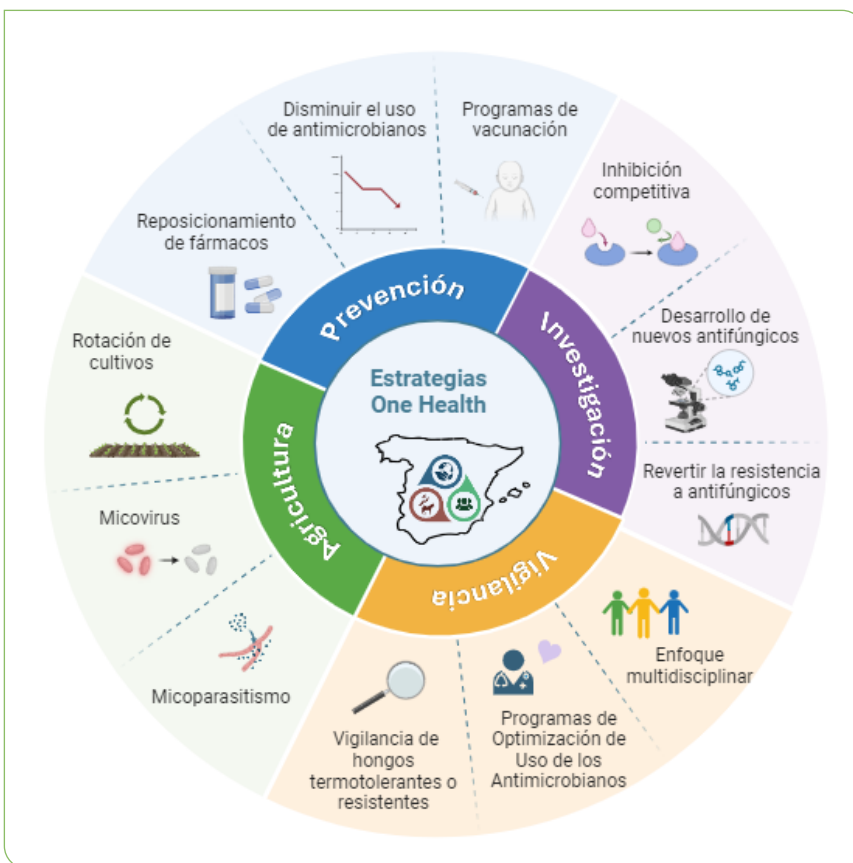 Disminuir el uso
de antimicrobianos
Programas de
vacunación
Inhibición
competitiva
Reposicionamiento
de fármacos
Prevención
Investigación
Desarrollo de
nuevos antifúngicos
Rotación de
cultivos
Estrategias
One Health
Agricultura
Revertir la resistencia
a antifúngicos
Micovirus
Vigilancia
Enfoque
multidisciplinar
Micoparasitismo
Programas de
Optimización de
Uso de los
Antimicrobianos
Vigilancia de
hongos
termotolerantes o
resistentes